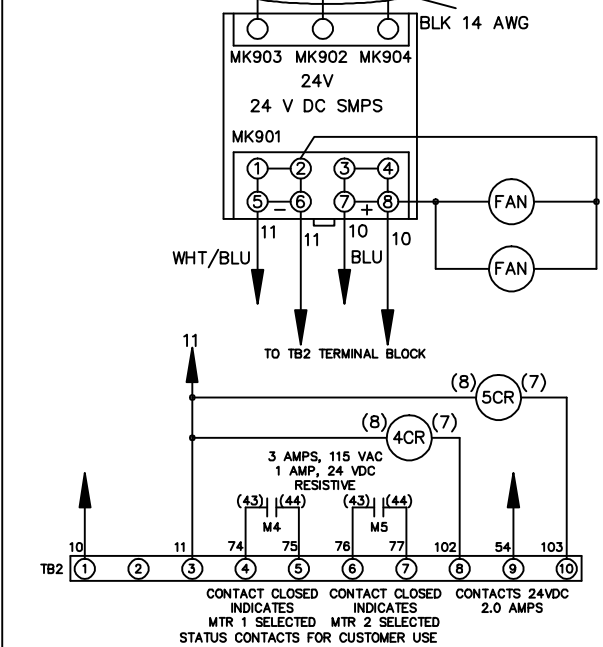 BLK 14 AWG
MK903 MK902 MK904
24V
24 V DC SMPS
MK901
1 2 3 4
5 − 6 7 + 8
FAN
FAN
11 11 10 10
WHT/BLU BLU
TO TB2 TERMINAL BLOCK
11
(8) 5CR (7)
(8) 4CR (7)
3 AMPS, 115 VAC
1 AMP, 24 VDC
RESISTIVE
(43) (44) (43) (44)
M4 M5
10 11 74 75 76 77 102 54 103
TB2 1 2 3 4 5 6 7 8 9 10
CONTACT CLOSED CONTACT CLOSED CONTACTS 24VDC
INDICATES INDICATES 2.0 AMPS
MTR 1 SELECTED MTR 2 SELECTED
STATUS CONTACTS FOR CUSTOMER USE